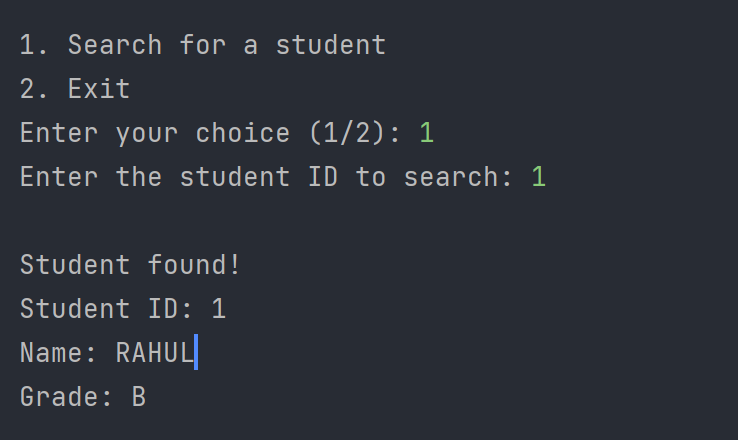 1. Search for a student
2. Exit
Enter your choice (1/2): 1
Enter the student ID to search: 1
Student found!
Student ID: 1
Name: RAHUL
Grade: B